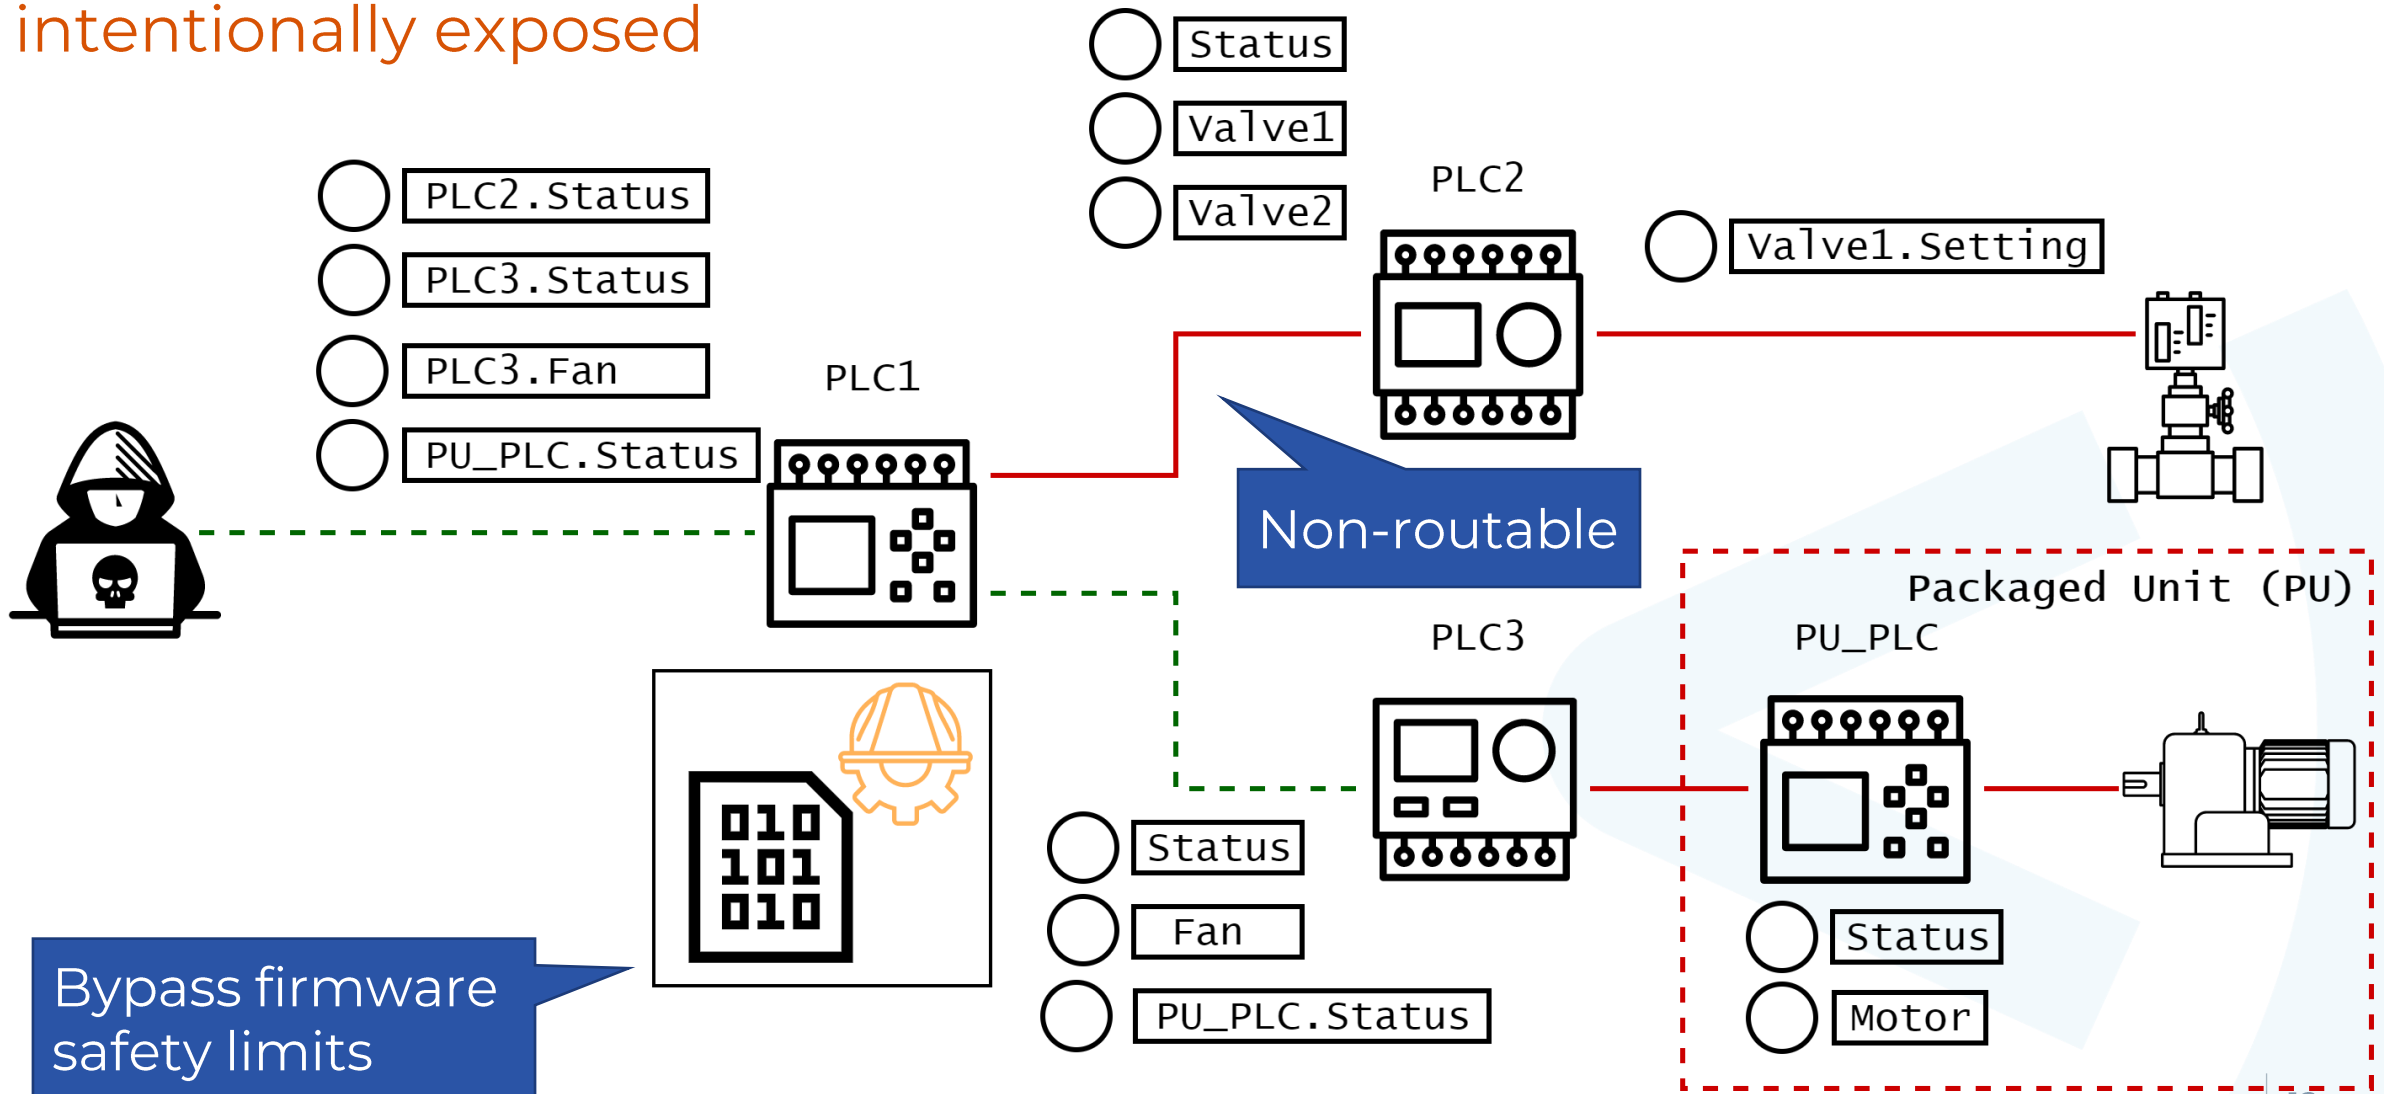 intentionally exposed
Status
Valve1
Valve2
PLC2
Valve1.Setting
PLC2.Status
PLC3.Status
PLC3.Fan
PU_PLC.Status
PLC1
Non-routable
Packaged Unit (PU)
PLC3
PU_PLC
010
101
010
Status
Fan
PU_PLC.Status
Status
Motor
Bypass firmware
safety limits